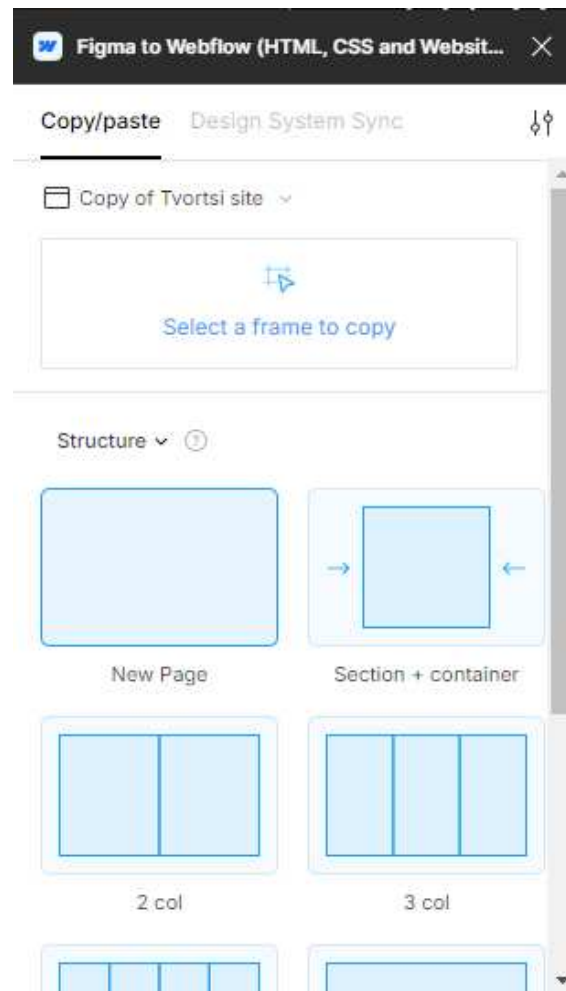 Figma to Webflow (HTML, CSS and Websit...
Copy/paste Design System Sync
Copy of Tvortsi site
Select a frame to copy
Structure
New Page Section + container
2 col 3 col